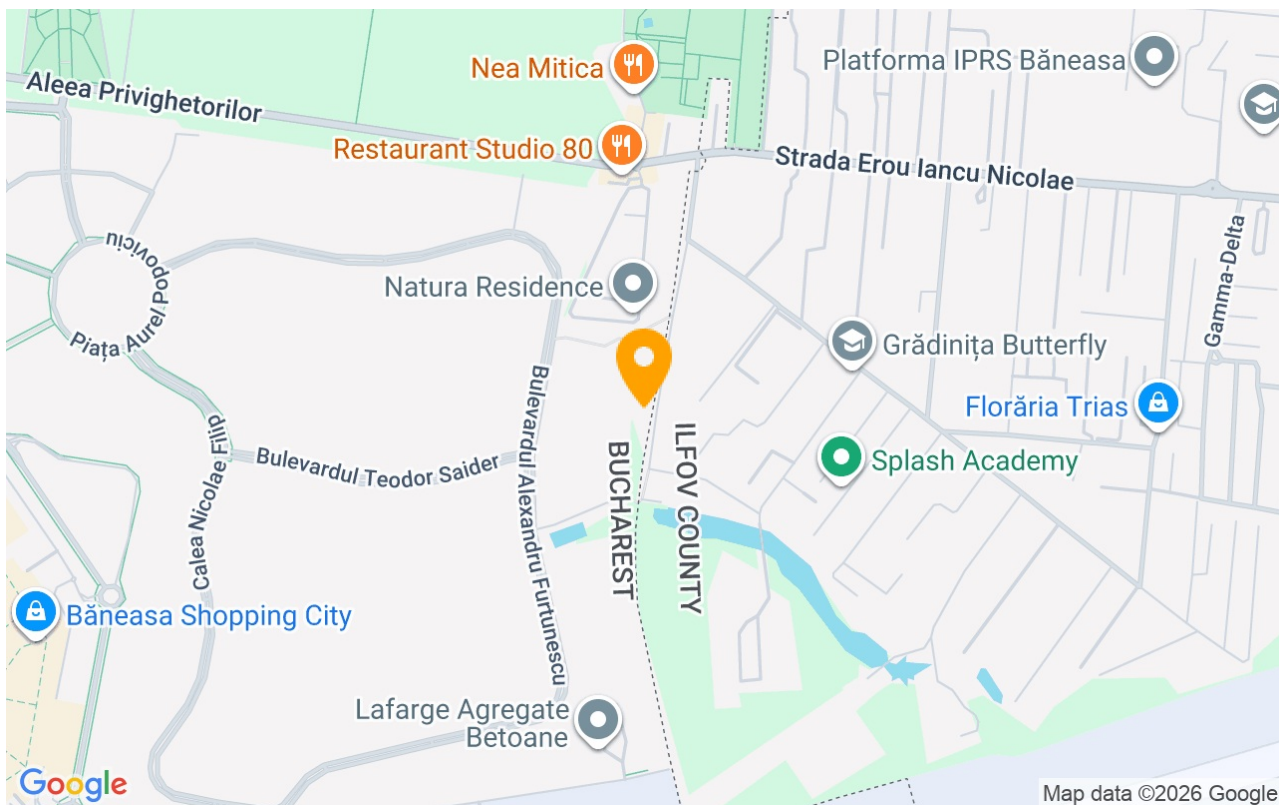 Nea Mitica
Platforma IPRS Băneasa
Aleea Privighetorilor
Restaurant Studio 80
Strada Erou Iancu Nicolae
Piața Aurel Popoviciu
Natura Residence
Gamma-Delta
Grădinița Butterfly
Florăria Trias
Bulevardul Alexandru Furtunescu
Calea Nicolae Filip
Bulevardul Teodor Saider
BUCHAREST
ILFOV COUNTY
Splash Academy
Băneasa Shopping City
Lafarge Agregate
Betoane
Google
Map data ©2026 Google